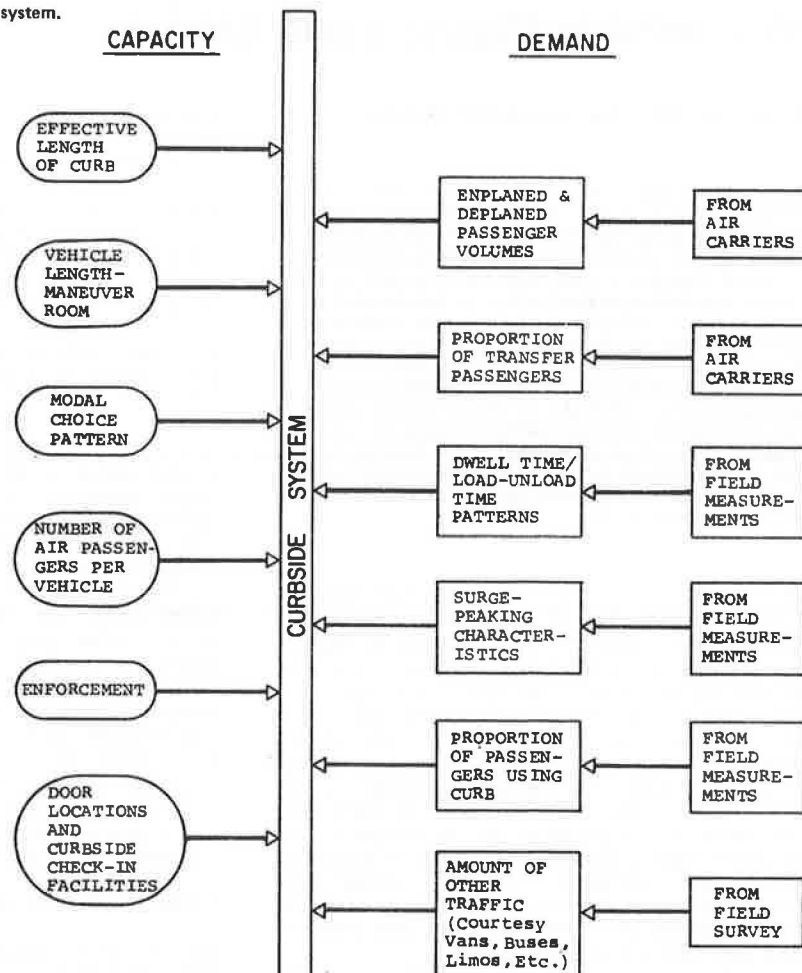 system.
CAPACITY
DEMAND
EFFECTIVE
LENGTH
OF CURB
VEHICLE
LENGTH-
MANEUVER
ROOM
MODAL
CHOICE
PATTERN
NUMBER OF
AIR PASSEN-
GERS PER
VEHICLE
ENFORCEMENT
DOOR
LOCATIONS
AND
CURBSIDE
CHECK-IN
FACILITIES
CURBSIDE SYSTEM
ENPLANED &
DEPLANED
PASSENGER
VOLUMES
FROM
AIR
CARRIERS
PROPORTION
OF TRANSFER
PASSENGERS
FROM
AIR
CARRIERS
DWELL TIME/
LOAD-UNLOAD
TIME
PATTERNS
FROM
FIELD
MEASURE-
MENTS
SURGE-
PEAKING
CHARACTER-
ISTICS
FROM
FIELD
MEASURE-
MENTS
PROPORTION
OF PASSEN-
GERS USING
CURB
FROM
FIELD
MEASURE-
MENTS
AMOUNT OF
OTHER
TRAFFIC
(Courtesy
Vans, Buses,
Limos, Etc.)
FROM
FIELD
SURVEY